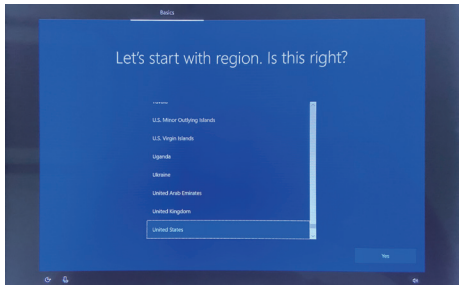 Basics
Let's start with region. Is this right?
U.S. Minor Outlying Islands
U.S. Virgin Islands
Uganda
Ukraine
United Arab Emirates
United Kingdom
United States
Yes